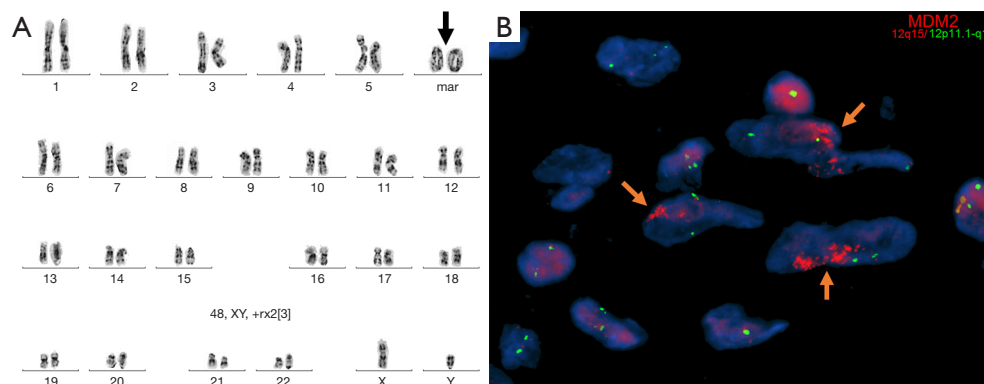 A
1 2 3 4 5 mar
6 7 8 9 10 11 12
13 14 15 16 17 18
48, XY, +rx2[3]
19 20 21 22 X Y
B
MDM2
12q15/12p11.1-q1